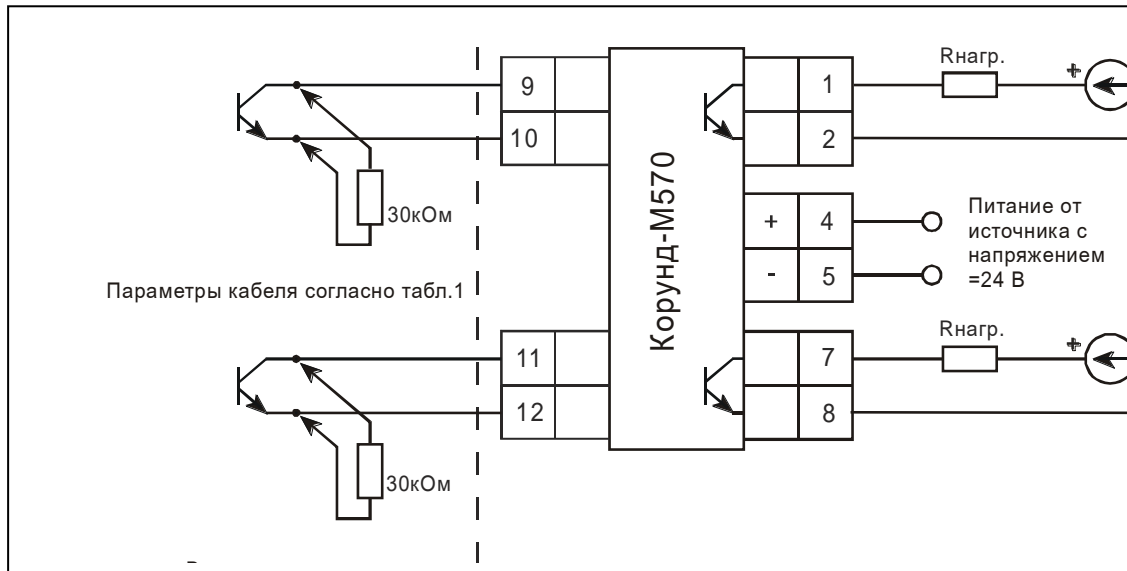 9
10
30кОм
Параметры кабеля согласно табл.1
11
12
30кОм
Корунд-М570
1
2
+ 4
- 5
7
8
Rнагр.
+
Питание от
источника с
напряжением
=24 В
Rнагр.
+